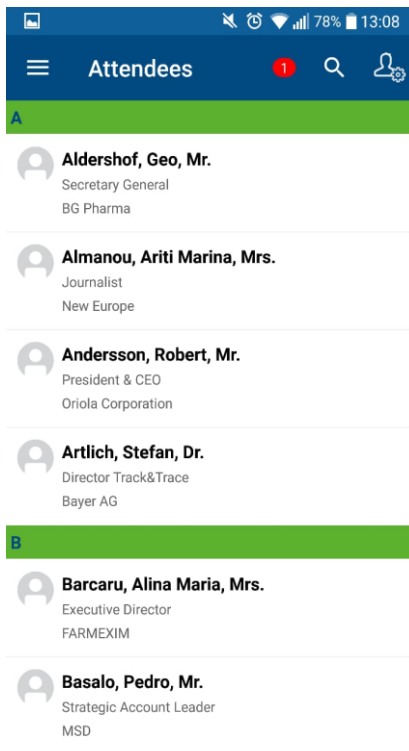 78% 13:08
Attendees 1
A
Aldershof, Geo, Mr.
Secretary General
BG Pharma
Almanou, Ariti Marina, Mrs.
Journalist
New Europe
Andersson, Robert, Mr.
President & CEO
Oriola Corporation
Artlich, Stefan, Dr.
Director Track&Trace
Bayer AG
B
Barcaru, Alina Maria, Mrs.
Executive Director
FARMEXIM
Basalo, Pedro, Mr.
Strategic Account Leader
MSD